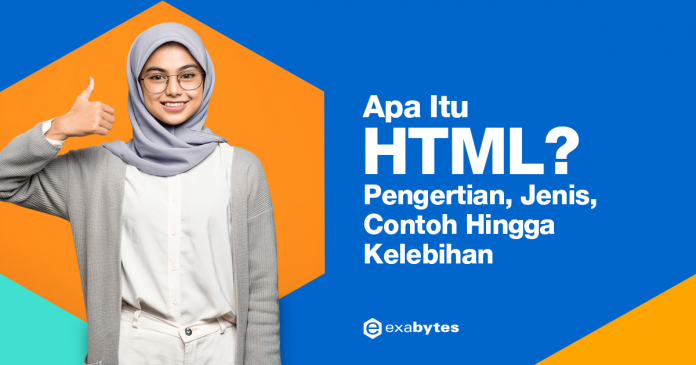 Apa Itu
HTML?
Pengertian, Jenis,
Contoh Hingga
Kelebihan
exabytes